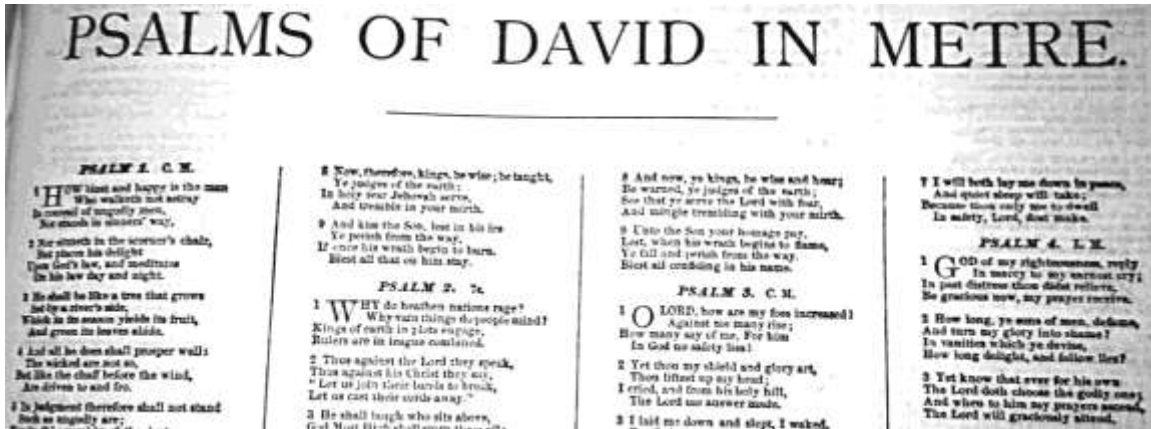 PSALMS OF DAVID IN METRE.
PSALM 1. C. M.
1 HOW blest and happy is the man
Who walketh not astray
In counsel of ungodly men,
Nor stands in sinners' way,
2 Nor sitteth in the scorner's chair,
But places his delight
Upon God's law, and meditates
On his law day and night.
3 He shall be like a tree that grows
Set by a river's side,
Which in its season yields its fruit,
And green its leaves abide.
4 And all he does shall prosper well:
The wicked are not so,
But like the chaff before the wind,
Are driven to and fro.
5 In judgment therefore shall not stand
Such as ungodly are;
8 Now, therefore, kings, be wise; be taught,
Ye judges of the earth;
In holy fear Jehovah serve,
And tremble in your mirth.
9 And kiss the Son, lest in his ire
Ye perish from the way,
If once his wrath begin to burn.
Blest all that on him stay.
PSALM 2. 7s.
1 WHY do heathen nations rage?
Why vain things do people mind?
Kings of earth in plots engage,
Rulers are in league combined.
2 Thus against the Lord they speak,
Thus against his Christ they say,
"Let us join their bands to break,
Let us cast their cords away."
3 He shall laugh who sits above,
God Most High shall
8 And now, ye kings, be wise and hear;
Be warned, ye judges of the earth;
See that ye serve the Lord with fear,
And mingle trembling with your mirth.
9 Unto the Son your homage pay,
Lest, when his wrath begins to flame,
Ye fall and perish from the way.
Blest all confiding in his name.
PSALM 3. C. M.
1 O LORD, how are my foes increased!
Against me many rise;
How many say of me, For him
In God no safety lies!
2 Yet thou my shield and glory art,
Thou liftest up my head;
I cried, and from his holy hill,
The Lord me answer made.
3 I laid me down and slept, I waked,
7 I will both lay me down in peace,
And quiet sleep will take;
Because thou only me to dwell
In safety, Lord, dost make.
PSALM 4. L. M.
1 GOD of my righteousness, reply
In mercy to my earnest cry;
In past distress thou didst relieve,
Be gracious now, my prayer receive.
2 How long, ye sons of men, defame,
And turn my glory into shame?
In vanities which ye devise,
How long delight, and follow lies?
3 Yet know that ever for his own
The Lord doth choose the godly one;
And when to him my prayers ascend,
The Lord will graciously attend.